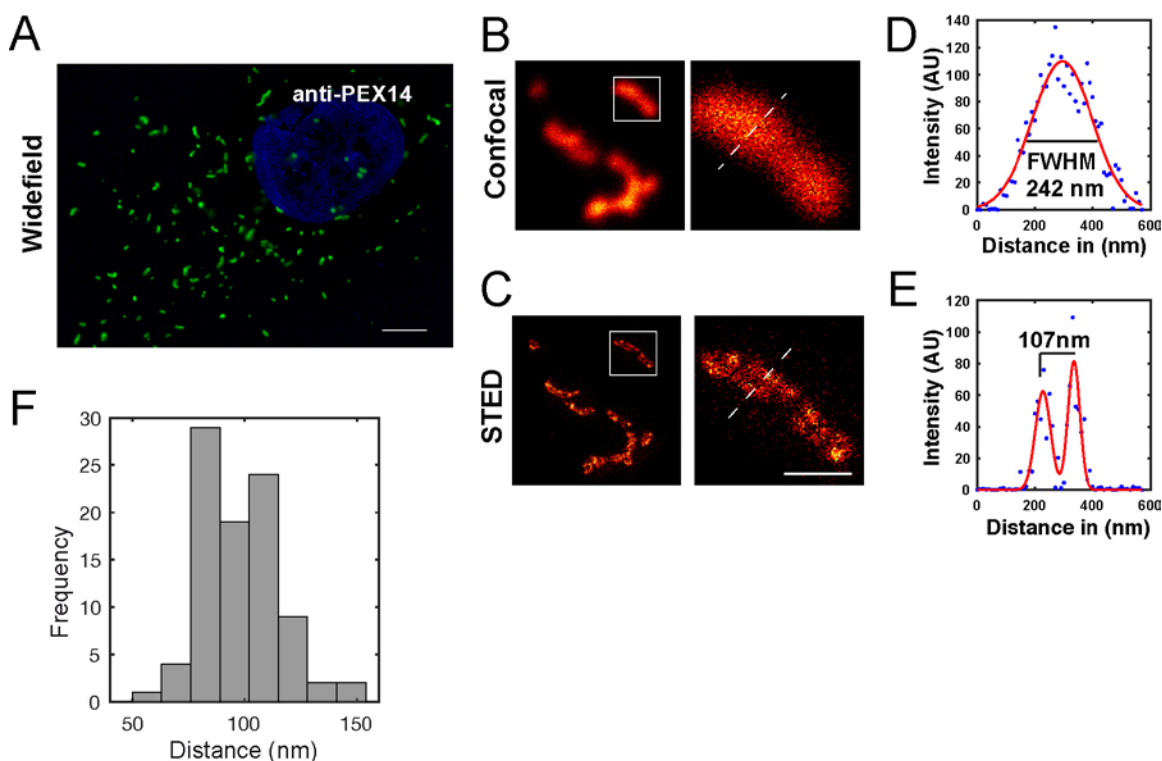 A
Widefield
anti-PEX14
B
Confocal
C
STED
D
Intensity (AU)
140
120
100
80
60
40
20
0
FWHM
242 nm
0
200
400
600
Distance in (nm)
E
Intensity (AU)
120
100
80
60
40
20
0
107nm
0
200
400
600
Distance in (nm)
F
Frequency
30
25
20
15
10
5
0
50
100
150
Distance (nm)